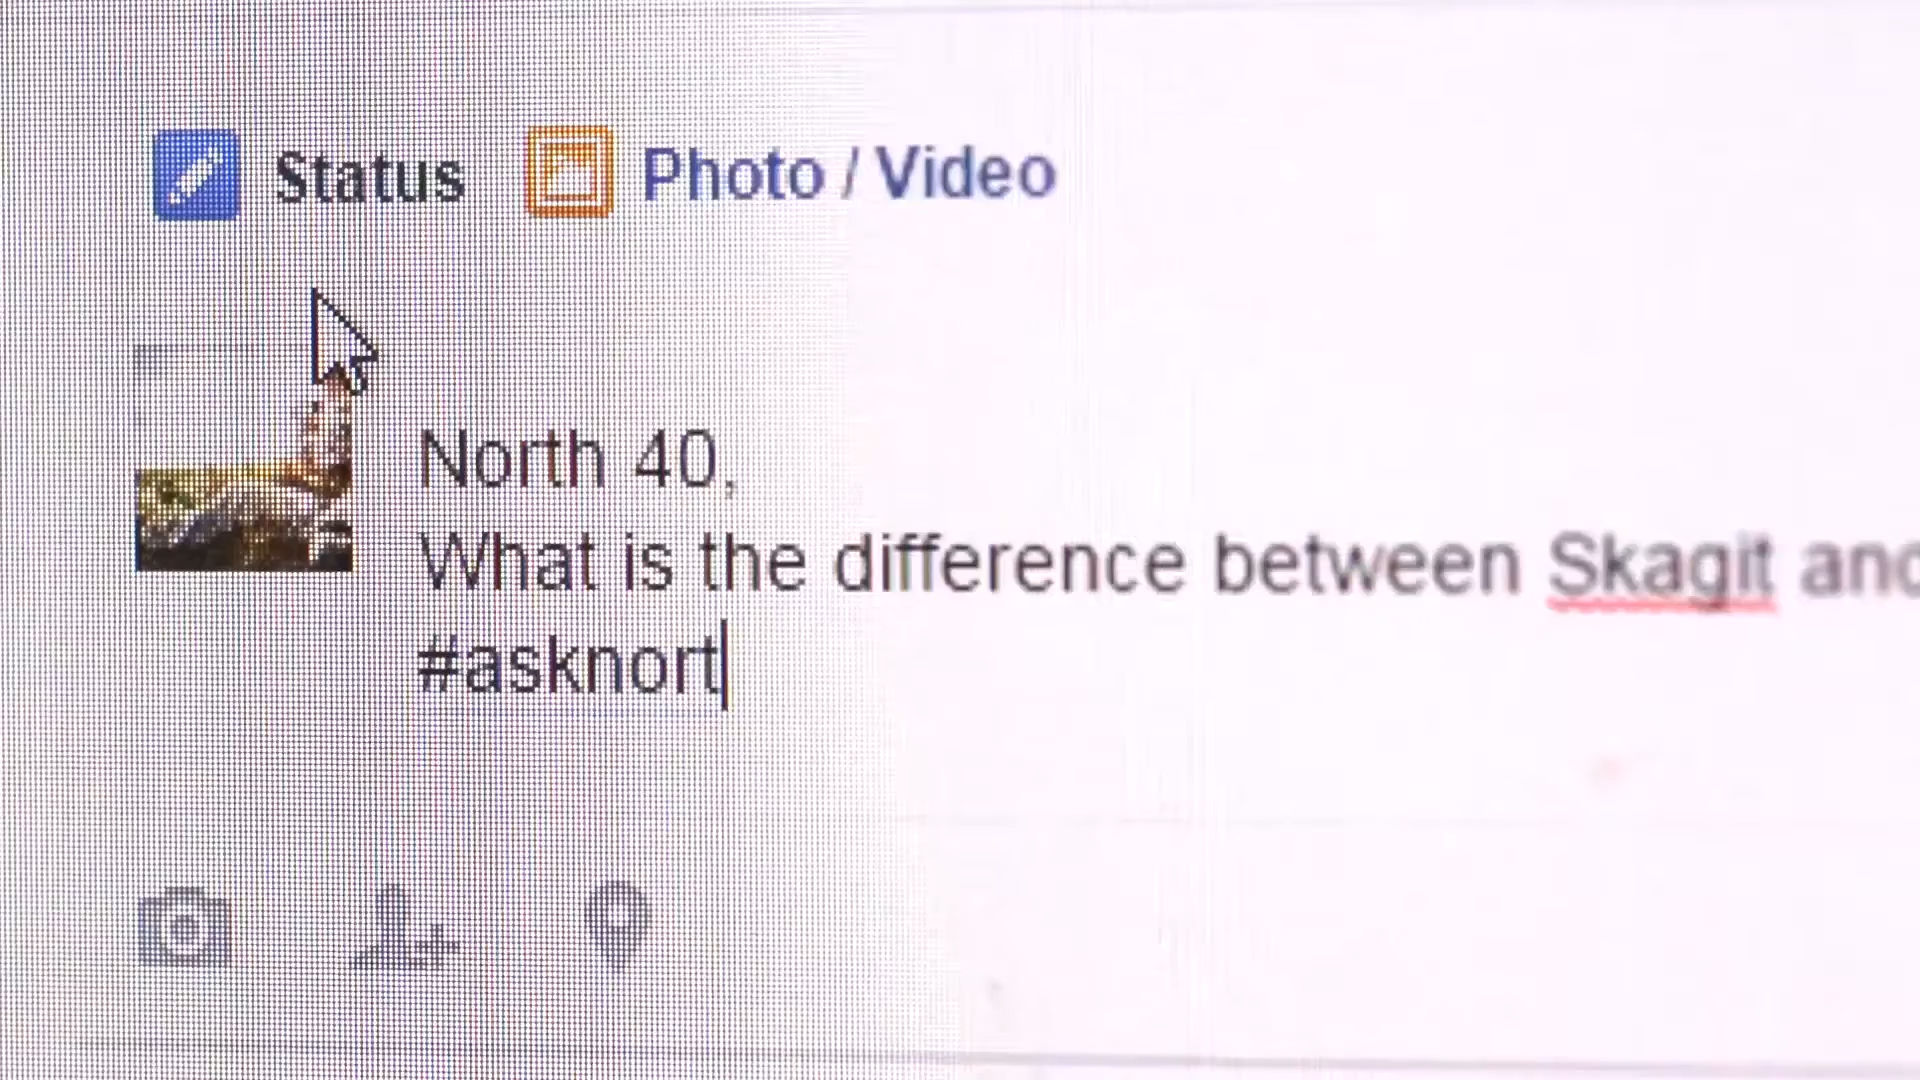 Status Photo / Video
North 40,
What is the difference between Skagit and
#asknort